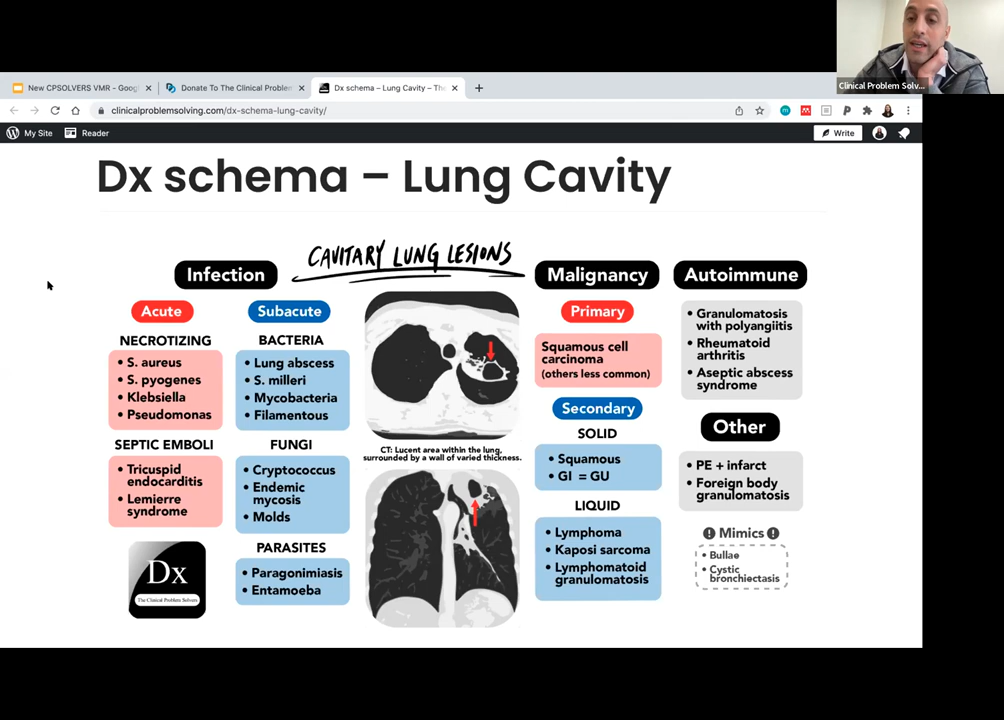 Clinical Problem Solv...
New CPSOLVERS VMR - Goog
Donate To The Clinical Problem
Dx schema – Lung Cavity – The
clinicalproblemsolving.com/dx-schema-lung-cavity/
My Site
Reader
Write
Dx schema – Lung Cavity
CAVITARY LUNG LESIONS
Infection
Acute
NECROTIZING
• S. aureus
• S. pyogenes
• Klebsiella
• Pseudomonas
SEPTIC EMBOLI
• Tricuspid
endocarditis
• Lemierre
syndrome
Dx
The Clinical Problem Solvers
Subacute
BACTERIA
• Lung abscess
• S. milleri
• Mycobacteria
• Filamentous
FUNGI
• Cryptococcus
• Endemic
mycosis
• Molds
PARASITES
• Paragonimiasis
• Entamoeba
CT: Lucent area within the lung,
surrounded by a wall of varied thickness.
Malignancy
Primary
Squamous cell
carcinoma
(others less common)
Secondary
SOLID
• Squamous
• GI = GU
LIQUID
• Lymphoma
• Kaposi sarcoma
• Lymphomatoid
granulomatosis
Autoimmune
• Granulomatosis
with polyangiitis
• Rheumatoid
arthritis
• Aseptic abscess
syndrome
Other
• PE + infarct
• Foreign body
granulomatosis
! Mimics !
• Bullae
• Cystic
bronchiectasis